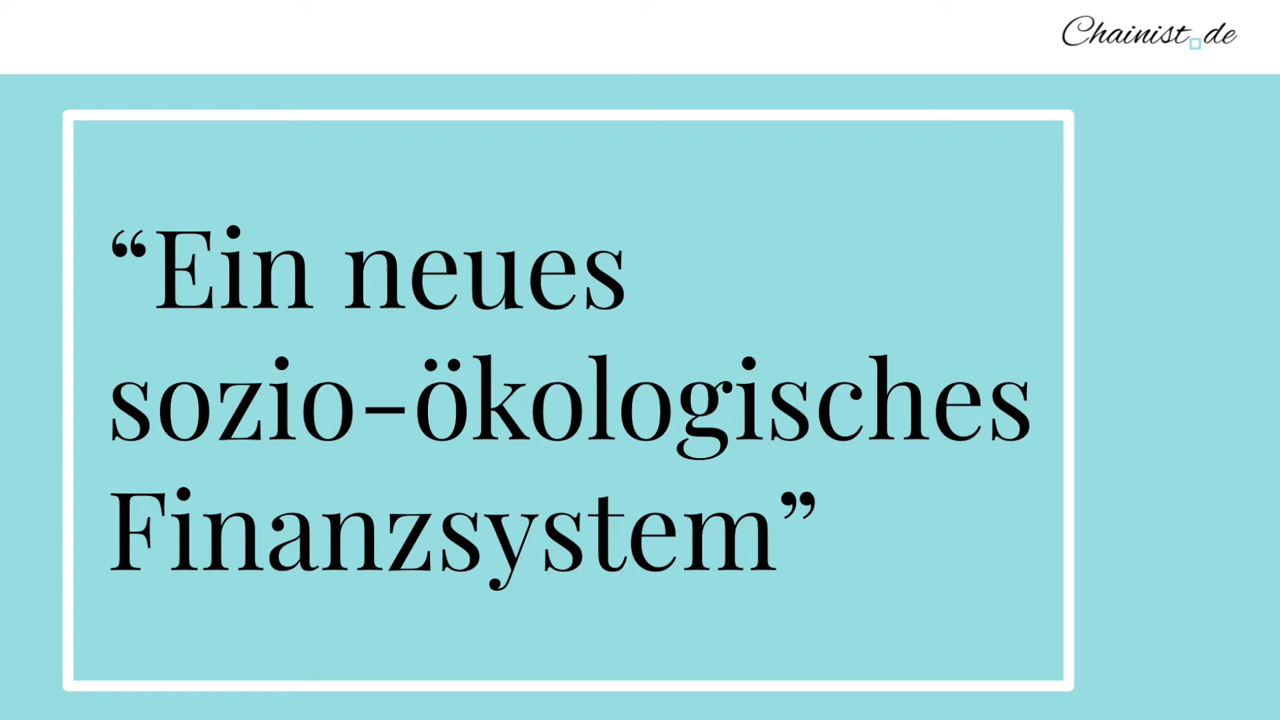 Chainist.de
“Ein neues
sozio-ökologisches
Finanzsystem”